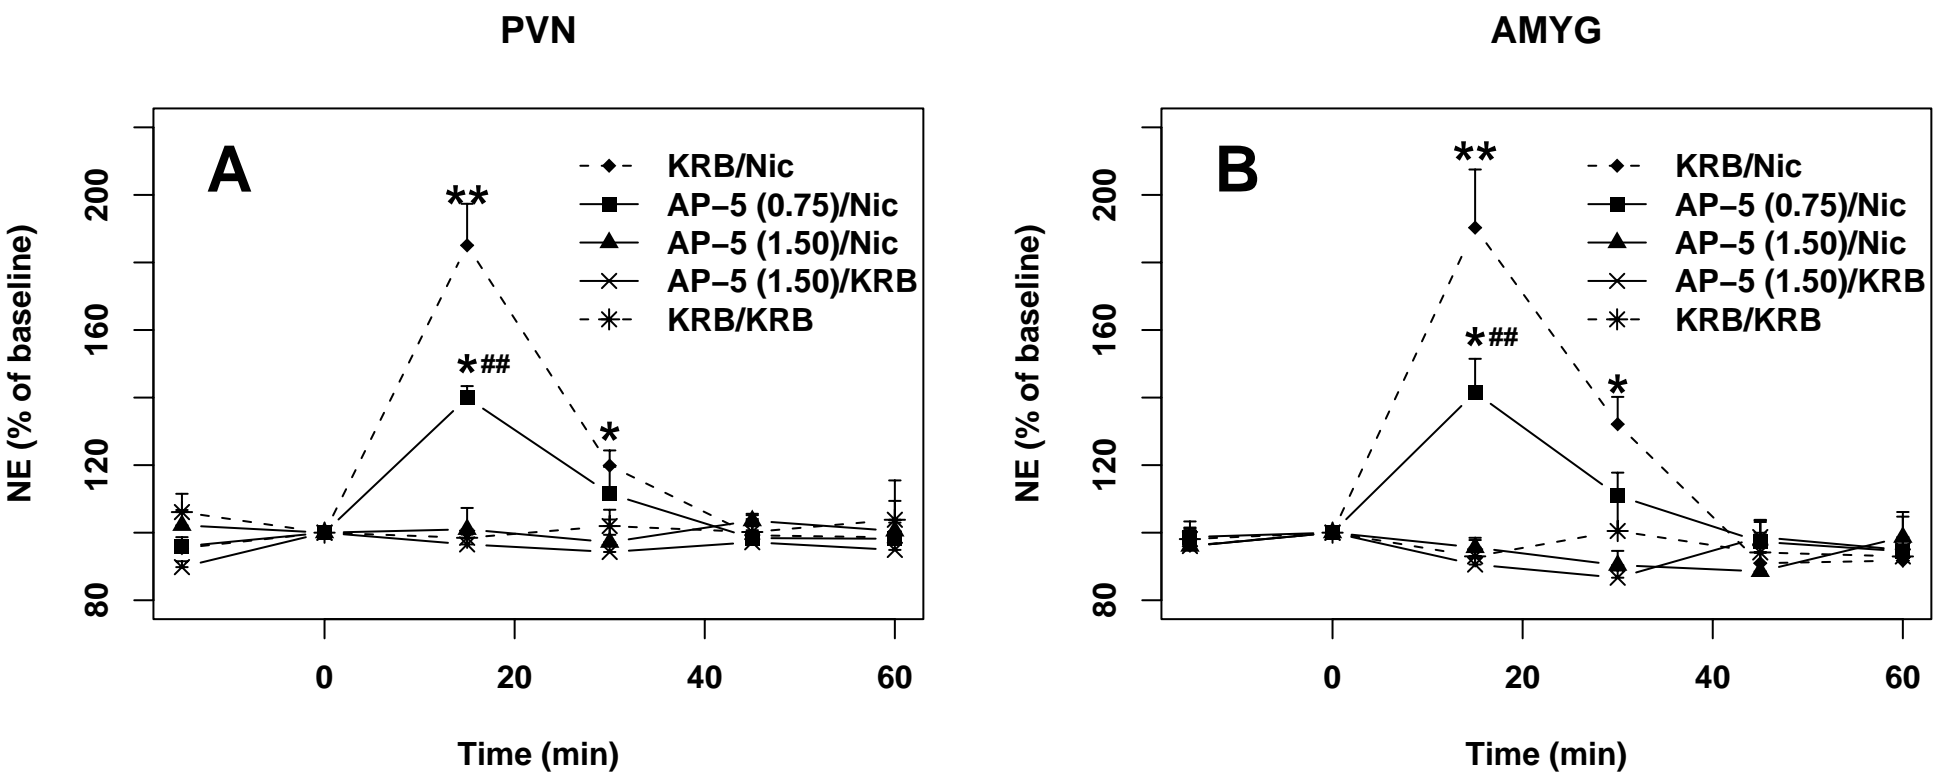 PVN
A
KRB/Nic
AP−5 (0.75)/Nic
AP−5 (1.50)/Nic
AP−5 (1.50)/KRB
KRB/KRB
**
*##
*
NE (% of baseline)
200
160
120
80
0 20 40 60
Time (min)
AMYG
B
KRB/Nic
AP−5 (0.75)/Nic
AP−5 (1.50)/Nic
AP−5 (1.50)/KRB
KRB/KRB
**
*##
*
NE (% of baseline)
200
160
120
80
0 20 40 60
Time (min)